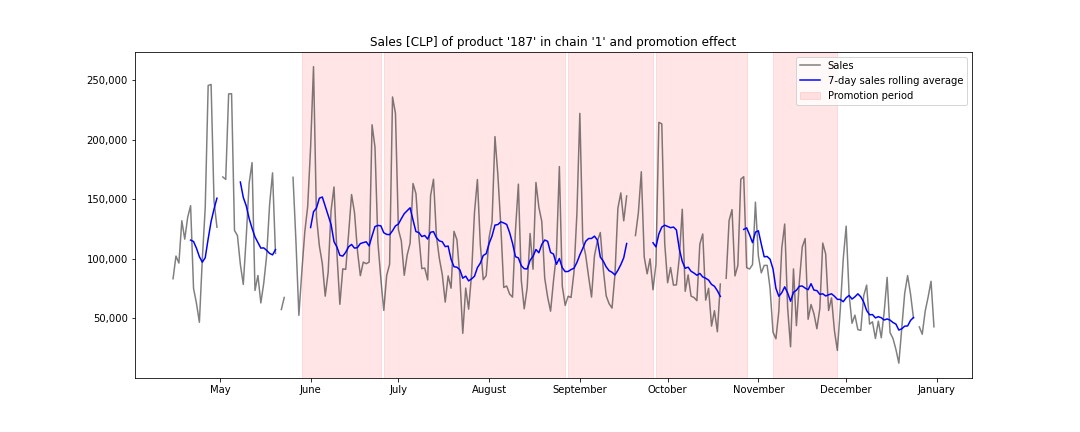 Sales [CLP] of product '187' in chain '1' and promotion effect
250,000
200,000
150,000
100,000
50,000
Sales
7-day sales rolling average
Promotion period
May June July August September October November December January